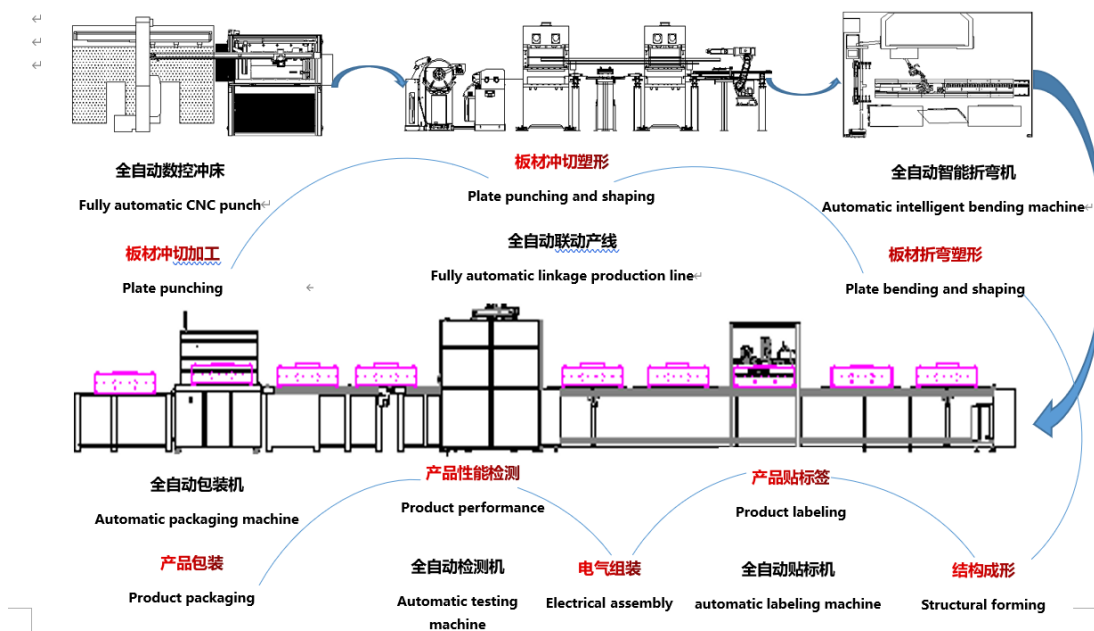 全自动数控冲床
Fully automatic CNC punch
板材冲切塑形
Plate punching and shaping
全自动智能折弯机
Automatic intelligent bending machine
板材冲切加工
Plate punching
全自动联动产线
Fully automatic linkage production line
板材折弯塑形
Plate bending and shaping
全自动包装机
Automatic packaging machine
产品性能检测
Product performance
产品贴标签
Product labeling
产品包装
Product packaging
全自动检测机
Automatic testing
machine
电气组装
Electrical assembly
全自动贴标机
automatic labeling machine
结构成形
Structural forming